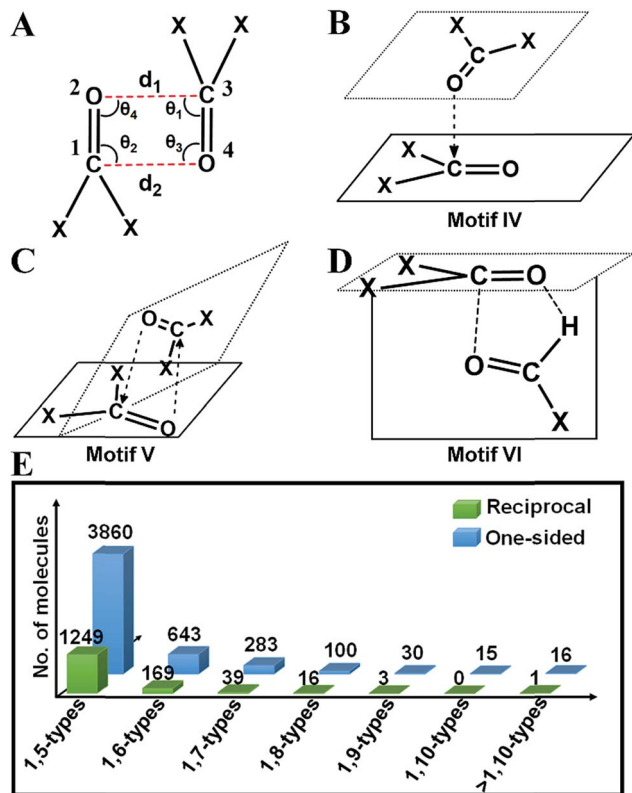 A
X
X
2
O
d₁
C
3
θ₄
θ₁
1
θ₂
θ₃
C
d₂
O
4
X
X
B
X
C
X
O
X
X
C
O
Motif IV
C
O
C
X
X
X
X
C
O
Motif V
D
X
X
C
O
H
O
C
X
Motif VI
E
No. of molecules
Reciprocal
One-sided
3860
643
283
100
30
15
16
1249
169
39
16
3
0
1
1,5-types
1,6-types
1,7-types
1,8-types
1,9-types
1,10-types
>1,10-types